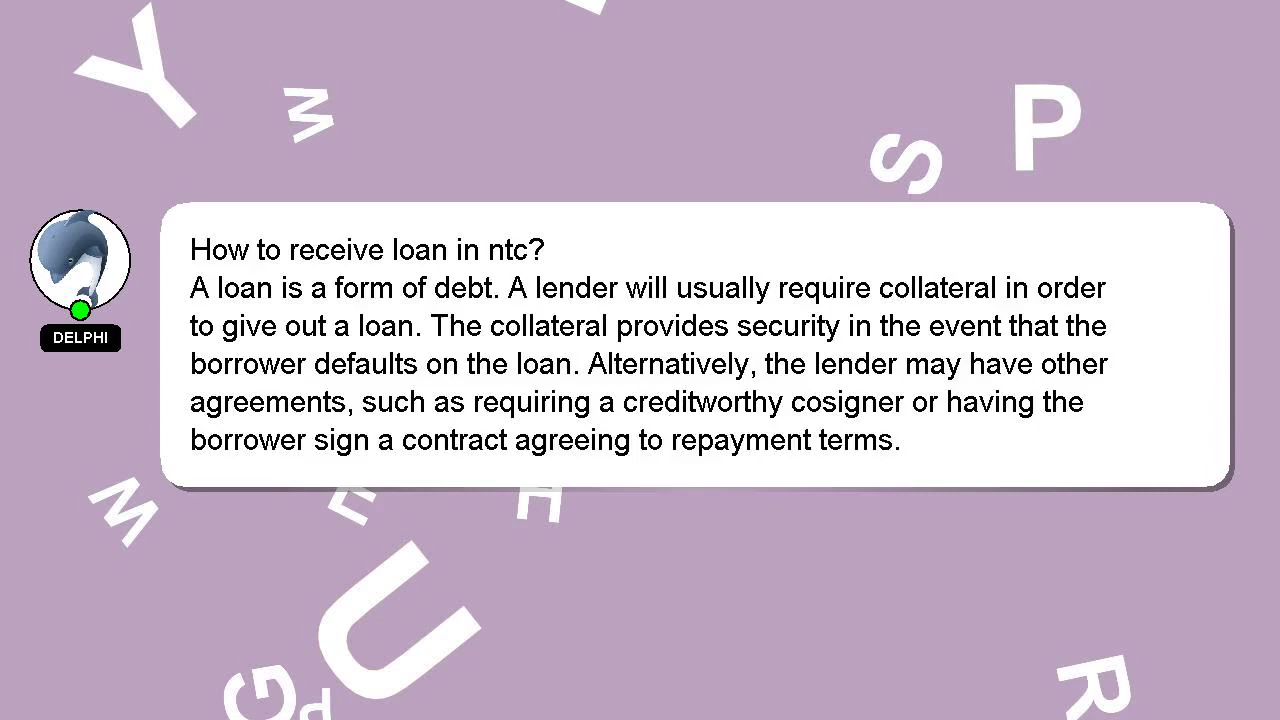 Y
W
S
P
How to receive loan in ntc?
A loan is a form of debt. A lender will usually require collateral in order
to give out a loan. The collateral provides security in the event that the
borrower defaults on the loan. Alternatively, the lender may have other
agreements, such as requiring a creditworthy cosigner or having the
borrower sign a contract agreeing to repayment terms.
DELPHI
W
U
G
R